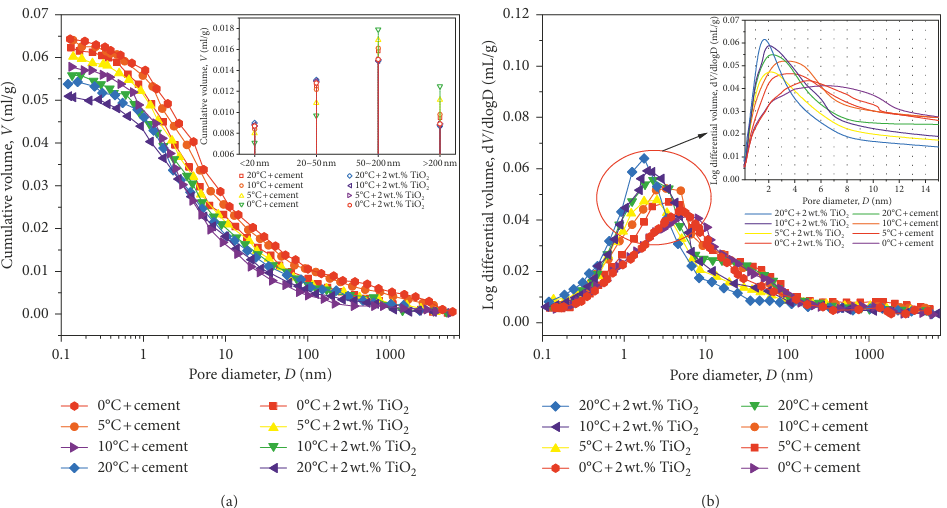 0.07
0.06
0.05
0.04
0.03
0.02
0.01
0.00
Cumulative volume, V (ml/g)
0.1
1
10
100
1000
Pore diameter, D (nm)
0.018
0.016
0.014
0.012
0.010
0.008
0.006
Cumulative volume, V (ml/g)
<20nm
20~50nm
50~200nm
>200nm
20°C+cement
10°C+cement
5°C+cement
0°C+cement
20°C+2 wt.% TiO₂
10°C+2 wt.% TiO₂
5°C+2 wt.% TiO₂
0°C+2 wt.% TiO₂
0°C+cement
5°C+cement
10°C+cement
20°C+cement
0°C+2 wt.% TiO₂
5°C+2 wt.% TiO₂
10°C+2 wt.% TiO₂
20°C+2 wt.% TiO₂
(a)
0.12
0.10
0.08
0.06
0.04
0.02
0.00
Log differential volume, dV/dlogD (mL/g)
0.1
1
10
100
1000
Pore diameter, D (nm)
0.07
0.06
0.05
0.04
0.03
0.02
0.01
0.00
Log differential volume, dV/dlogD (mL/g)
2
4
6
8
10
12
14
Pore diameter, D (nm)
20°C+2 wt.% TiO₂
10°C+2 wt.% TiO₂
5°C+2 wt.% TiO₂
0°C+2 wt.% TiO₂
20°C+cement
10°C+cement
5°C+cement
0°C+cement
20°C+2 wt.% TiO₂
10°C+2 wt.% TiO₂
5°C+2 wt.% TiO₂
0°C+2 wt.% TiO₂
20°C+cement
10°C+cement
5°C+cement
0°C+cement
(b)